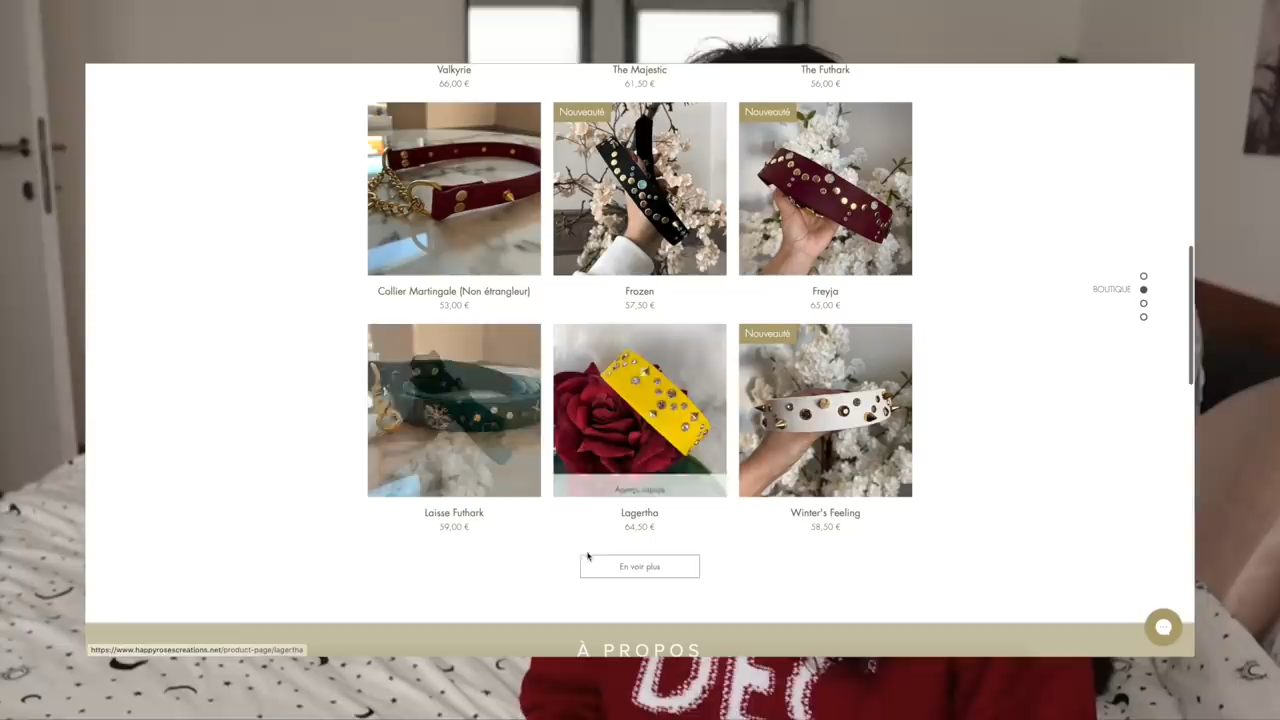 Valkyrie
The Majestic
The Futhark
66,00 €
61,50 €
56,00 €
Nouveauté
Nouveauté
Collier Martingale (Non étrangleur)
Frozen
Freyja
53,00 €
57,50 €
65,00 €
BOUTIQUE
Nouveauté
Aperçu rapide
Laisse Futhark
Lagertha
Winter's Feeling
59,00 €
64,50 €
58,50 €
En voir plus
https://www.happyrosescreations.net/product-page/lagertha
À PROPOS